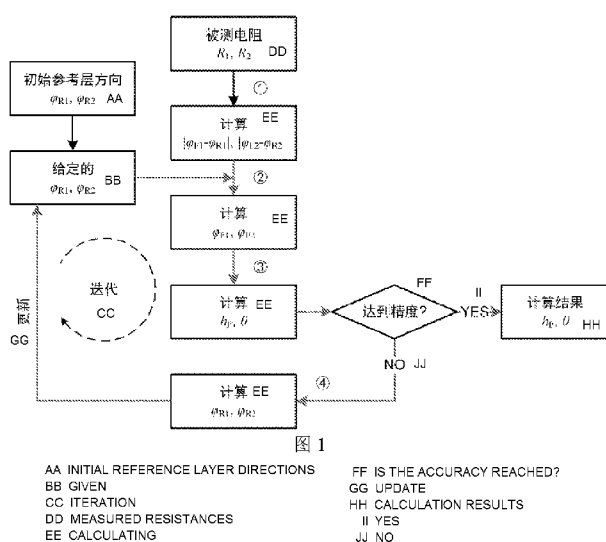 被测电阻
R₁, R₂ DD
初始参考层方向
φR1, φR2 AA
①
计算 EE
|φF1-φR1|, |φF2-φR2|
给定的
φR1, φR2 BB
②
计算 EE
φF1, φF2
③
迭代
CC
更新
GG
计算 EE
hF, θ
达到精度?
FF
II
YES
计算结果
hF, θ HH
NO JJ
④
计算 EE
φR1, φR2
图 1
AA INITIAL REFERENCE LAYER DIRECTIONS
BB GIVEN
CC ITERATION
DD MEASURED RESISTANCES
EE CALCULATING
FF IS THE ACCURACY REACHED?
GG UPDATE
HH CALCULATION RESULTS
II YES
JJ NO